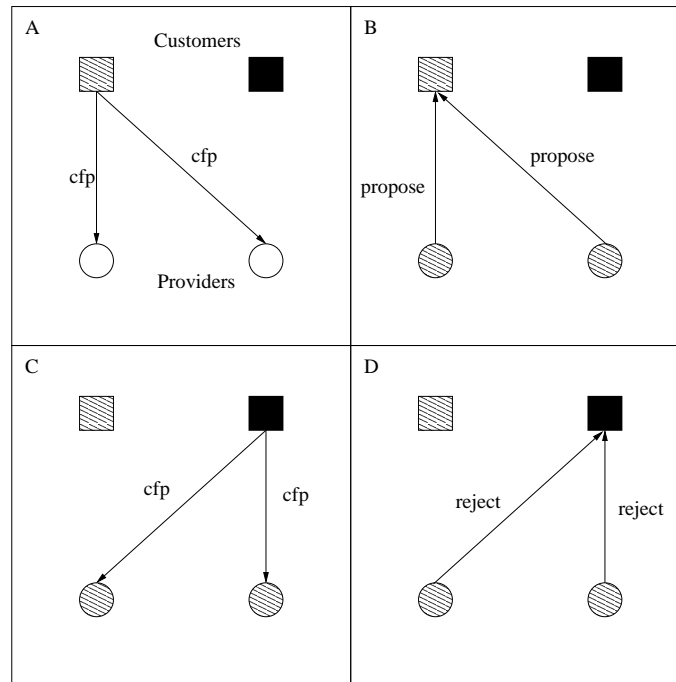 A
Customers
cfp
cfp
Providers
B
propose
propose
C
cfp
cfp
D
reject
reject